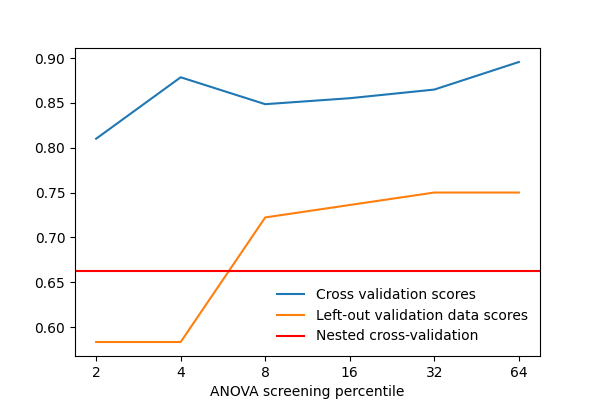 0.90
0.85
0.80
0.75
0.70
0.65
0.60
Cross validation scores
Left-out validation data scores
Nested cross-validation
2 4 8 16 32 64
ANOVA screening percentile